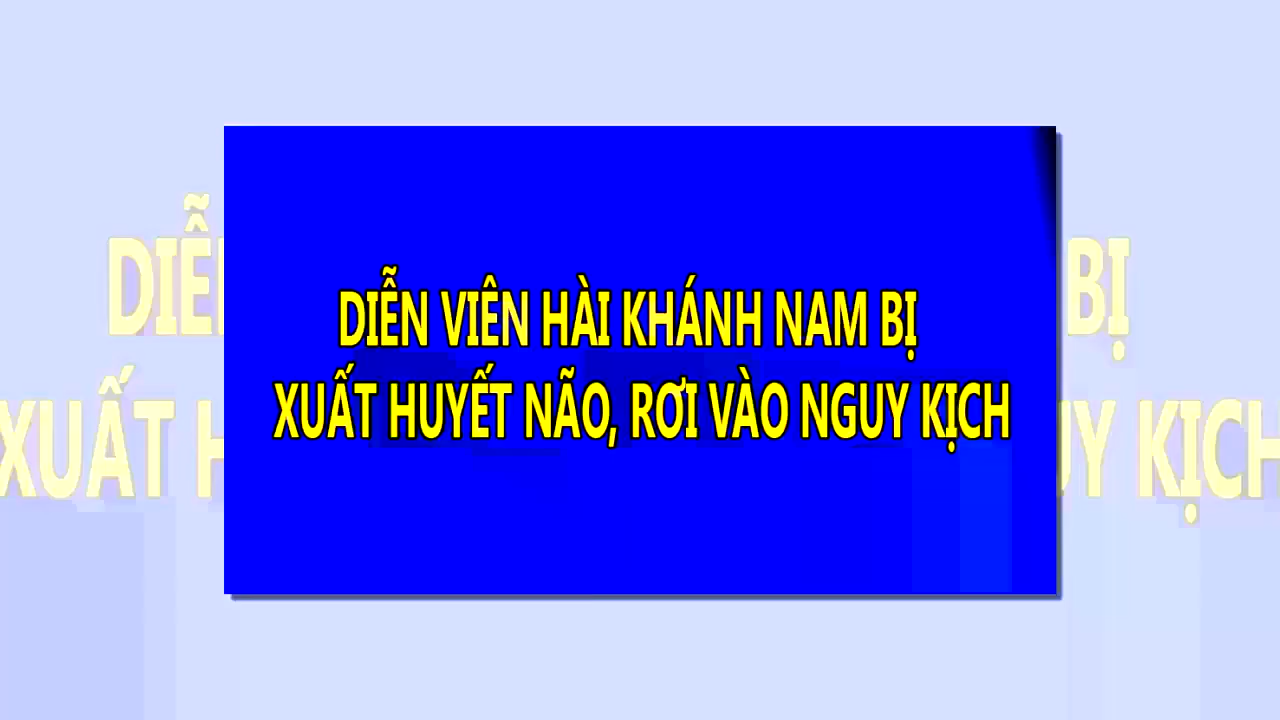 DIỄN VIÊN HÀI KHÁNH NAM BỊ
XUẤT HUYẾT NÃO, RƠI VÀO NGUY KỊCH